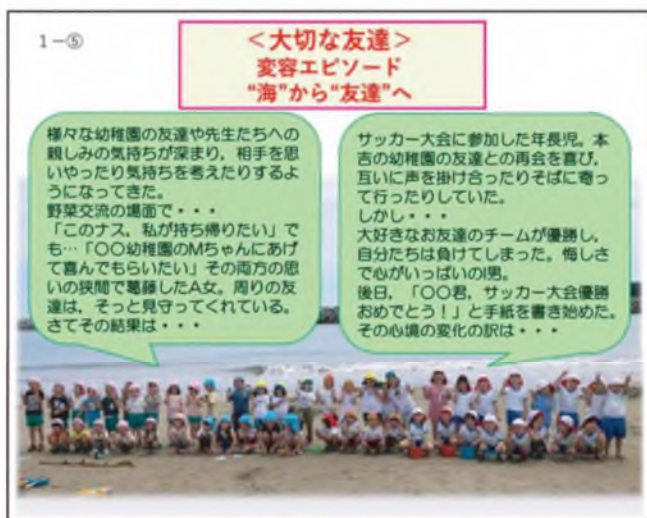 1－⑤
＜大切な友達＞
変容エピソード
“海”から“友達”へ
様々な幼稚園の友達や先生たちへの
親しみの気持ちが深まり，相手を思
いやったり気持ちを考えたりするよ
うになってきた。
野菜交流の場面で・・・
「このナス，私が持ち帰りたい」で
も…「〇〇幼稚園のMちゃんにあげ
て喜んでもらいたい」その両方の思
いの狭間で葛藤したA女。周りの友
達は，そっと見守ってくれている。
さてその結果は・・・
サッカー大会に参加した年長児。本
吉の幼稚園の友達との再会を喜び，
互いに声を掛け合ったりそばに寄っ
て行ったりしていた。
しかし・・・
大好きなお友達のチームが優勝し，
自分たちは負けてしまった。悔しさ
で心がいっぱいのI男。
後日，「〇〇君，サッカー大会優勝
おめでとう！」と手紙を書き始めた。
その心境の変化の訳は・・・